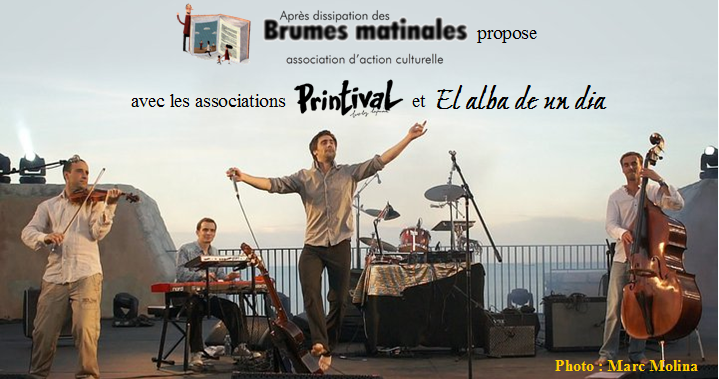 Après dissipation des
Brumes matinales propose
association d'action culturelle
avec les associations Printival et El alba de un dia
nord
Photo : Marc Molina